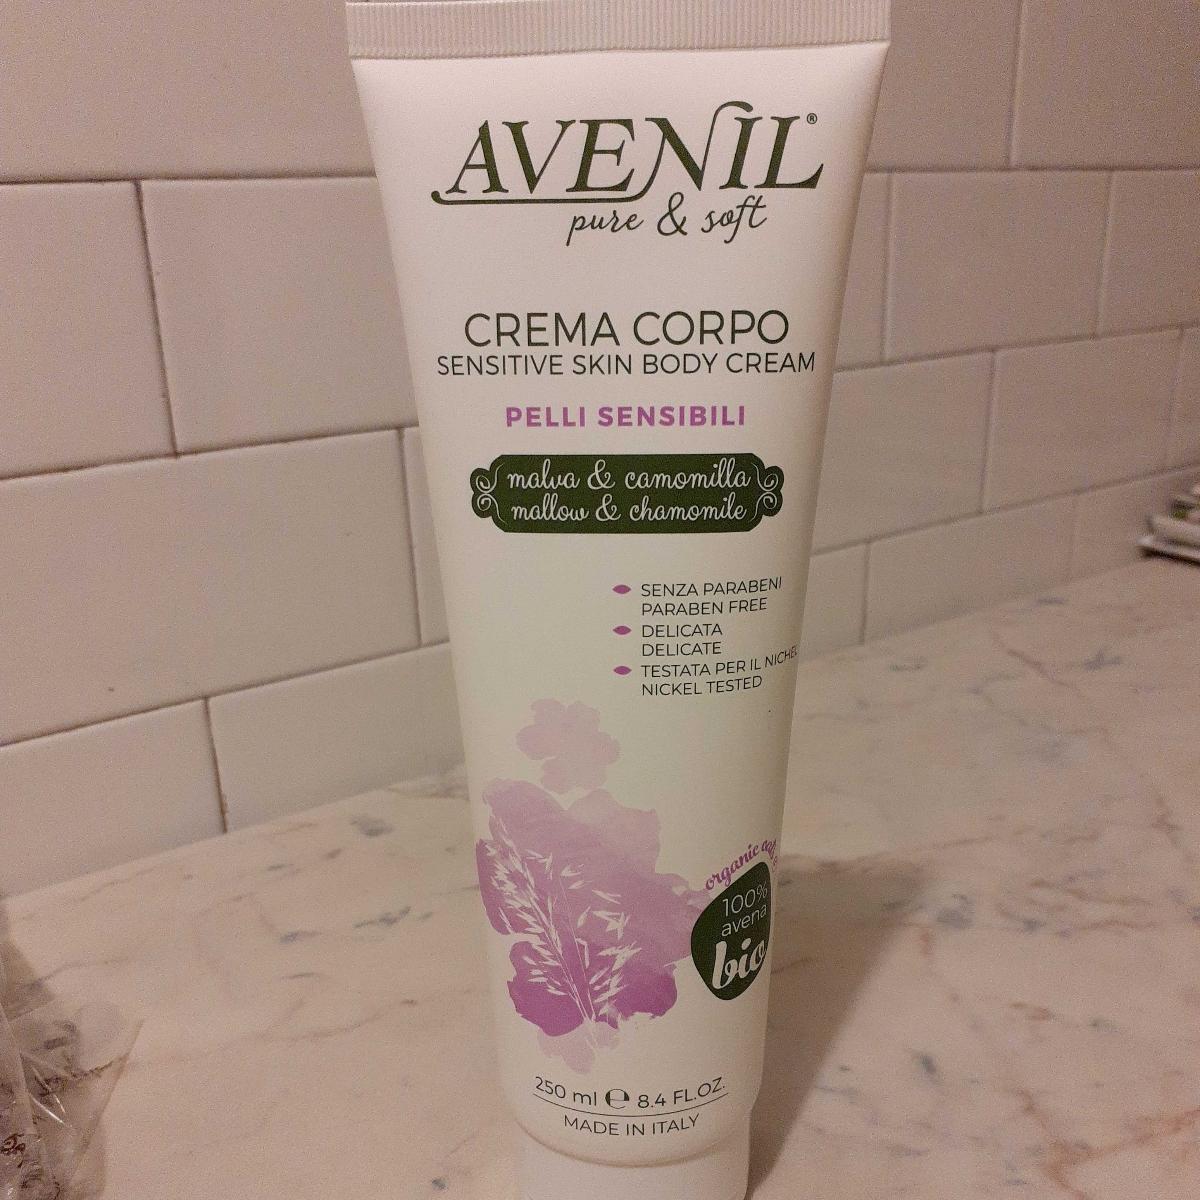 AVENIL®
pure & soft
CREMA CORPO
SENSITIVE SKIN BODY CREAM
PELLI SENSIBILI
malva & camomilla
mallow & chamomile
SENZA PARABENI
PARABEN FREE
DELICATA
DELICATE
TESTATA PER IL NICHEL
NICKEL TESTED
organic
100%
avena
bio
250 ml ℮ 8.4 FL.OZ.
MADE IN ITALY